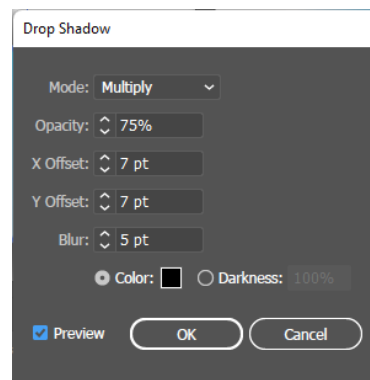 Drop Shadow
Mode: Multiply
Opacity: 75%
X Offset: 7 pt
Y Offset: 7 pt
Blur: 5 pt
Color: Darkness: 100%
Preview OK Cancel